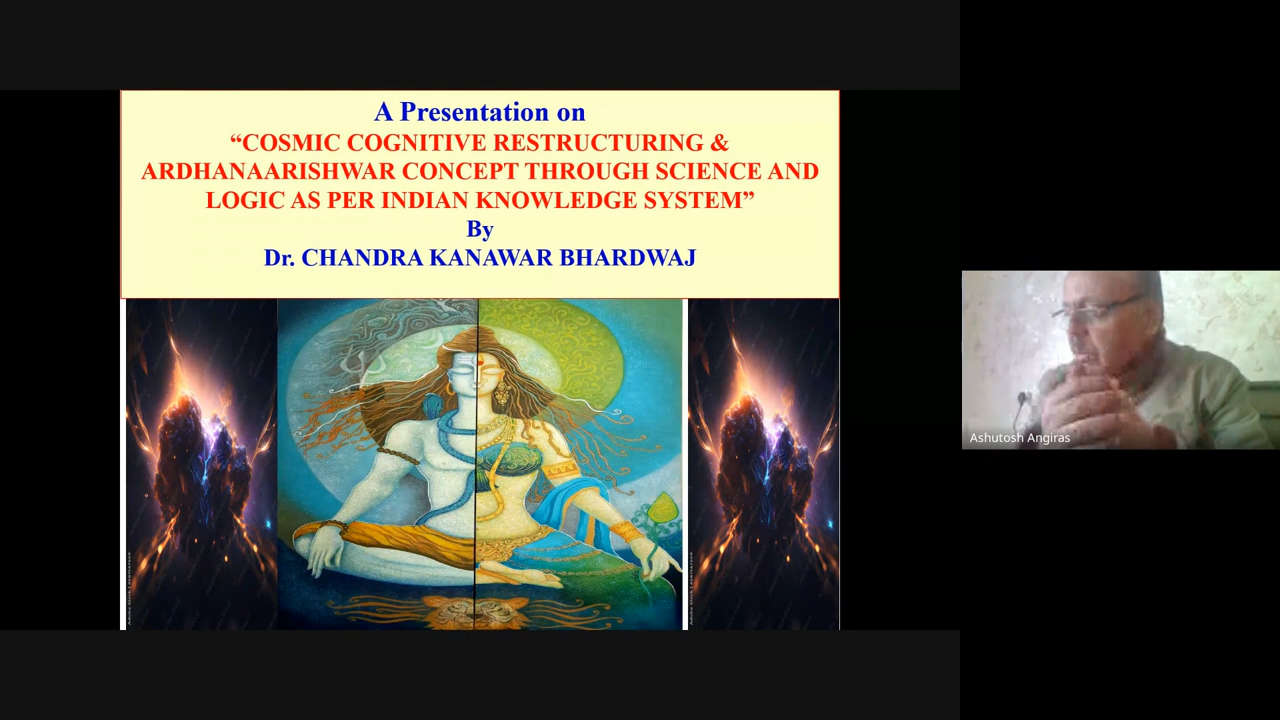 A Presentation on
“COSMIC COGNITIVE RESTRUCTURING &
ARDHANAARISHWAR CONCEPT THROUGH SCIENCE AND
LOGIC AS PER INDIAN KNOWLEDGE SYSTEM”
By
Dr. CHANDRA KANAWAR BHARDWAJ
Ashutosh Angiras